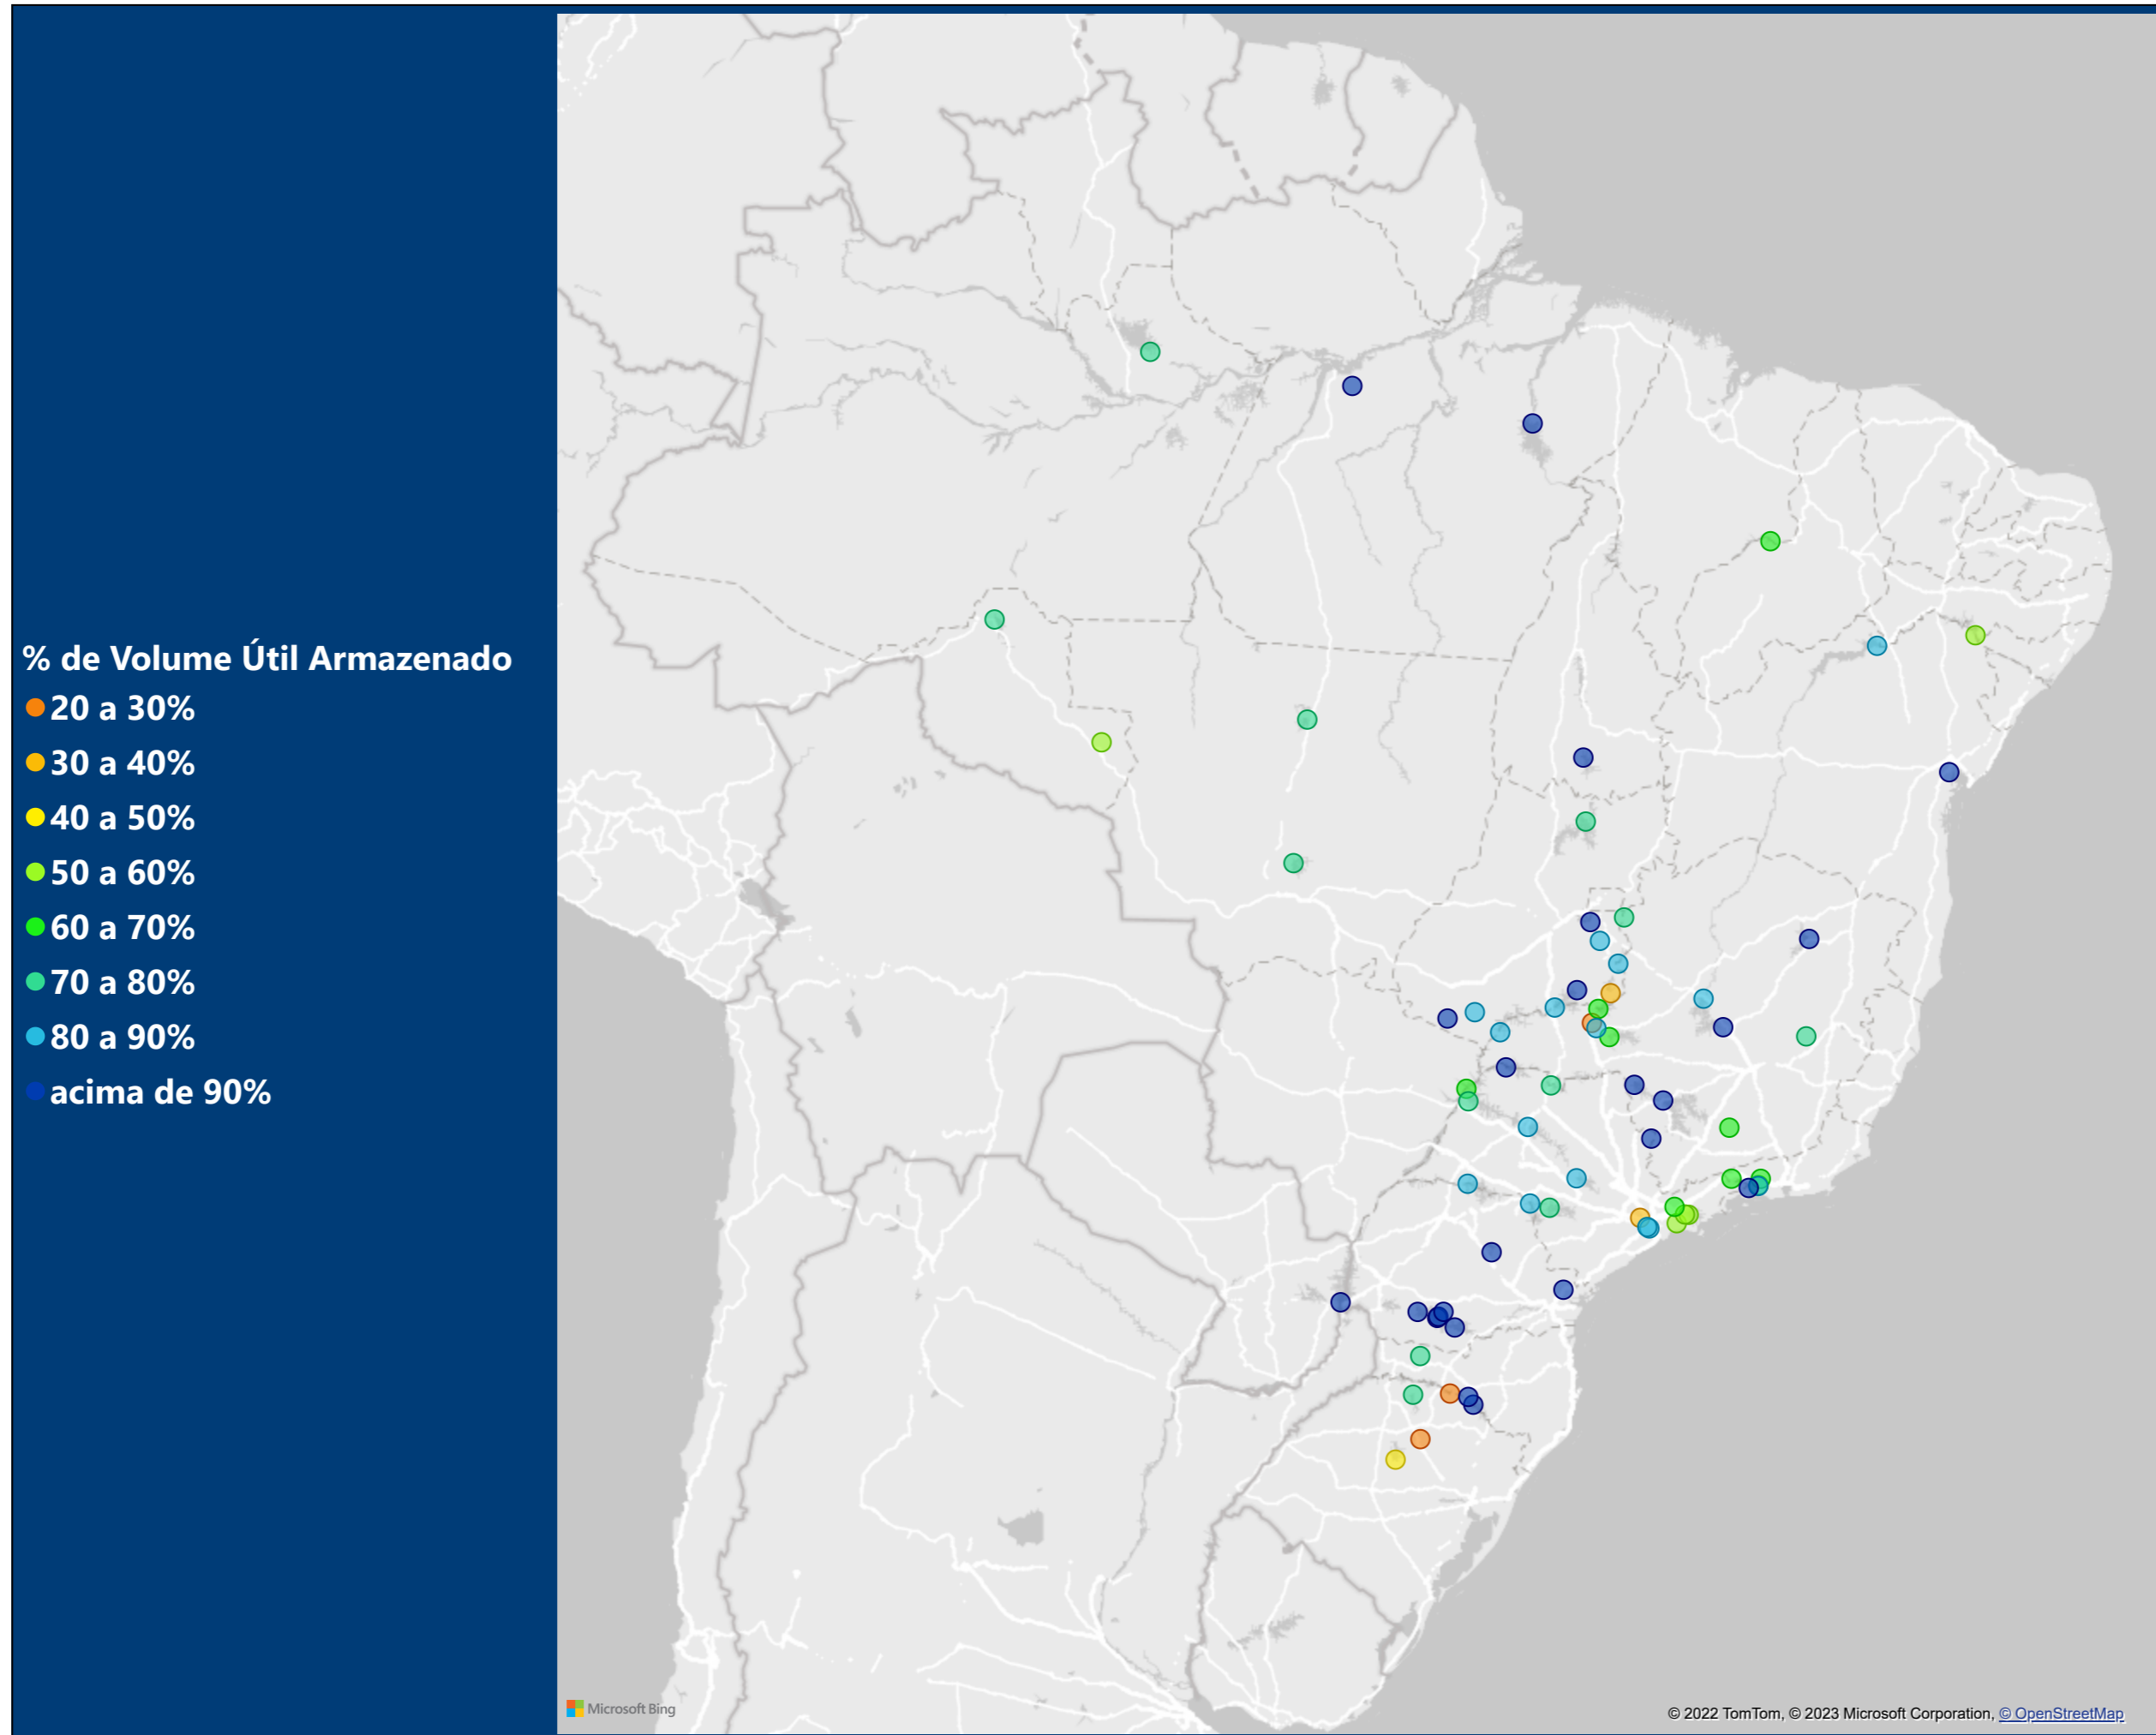 % de Volume Útil Armazenado
20 a 30%
30 a 40%
40 a 50%
50 a 60%
60 a 70%
70 a 80%
80 a 90%
acima de 90%
Microsoft Bing
© 2022 TomTom, © 2023 Microsoft Corporation, © OpenStreetMap